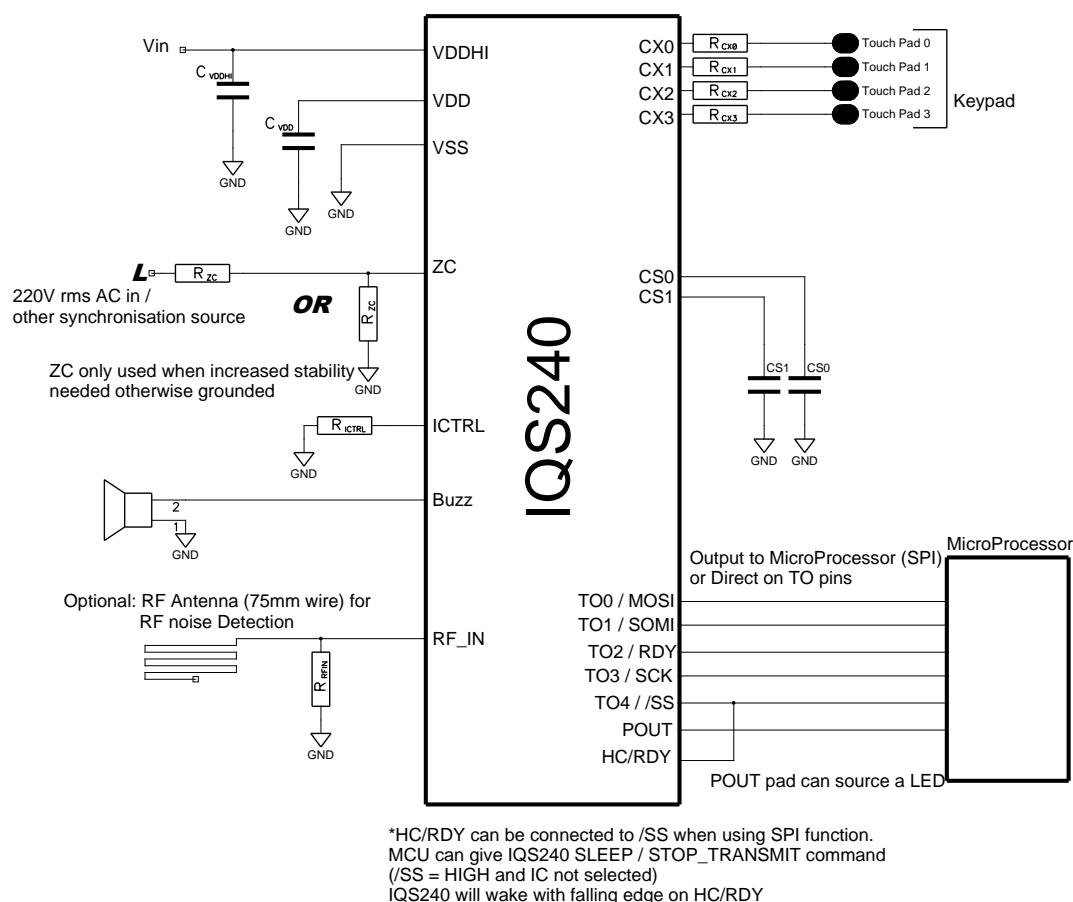 Vin
C VDDHI
GND
C VDD
GND
GND
VDDHI
VDD
VSS
L
R ZC
OR
R ZC
GND
ZC
220V rms AC in /
other synchronisation source
ZC only used when increased stability
needed otherwise grounded
R ICTRL
GND
ICTRL
2
1
GND
Buzz
Optional: RF Antenna (75mm wire) for
RF noise Detection
R RFIN
GND
RF_IN
IQS240
CX0
CX1
CX2
CX3
R CX0
R CX1
R CX2
R CX3
Touch Pad 0
Touch Pad 1
Touch Pad 2
Touch Pad 3
Keypad
CS0
CS1
CS1
CS0
GND
GND
MicroProcessor
Output to MicroProcessor (SPI)
or Direct on TO pins
TO0 / MOSI
TO1 / SOMI
TO2 / RDY
TO3 / SCK
TO4 / /SS
POUT
HC/RDY
POUT pad can source a LED
*HC/RDY can be connected to /SS when using SPI function.
MCU can give IQS240 SLEEP / STOP_TRANSMIT command
(/SS = HIGH and IC not selected)
IQS240 will wake with falling edge on HC/RDY